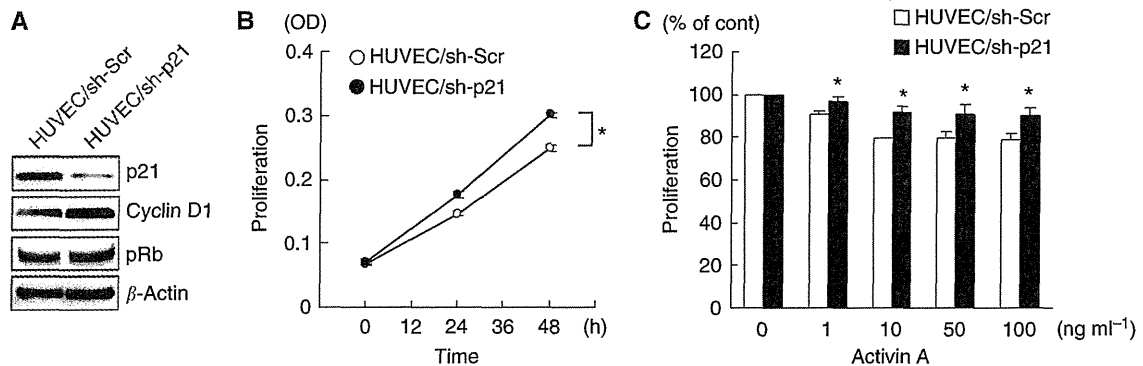 A
HUVEC/sh-Scr
HUVEC/sh-p21
p21
Cyclin D1
pRb
β-Actin
B (OD)
0.4
0.3
0.2
0.1
0
Proliferation
HUVEC/sh-Scr
HUVEC/sh-p21
*
0 12 24 36 48 (h)
Time
C (% of cont)
HUVEC/sh-Scr
HUVEC/sh-p21
120
100
80
60
40
20
0
Proliferation
* * * *
0 1 10 50 100 (ng ml⁻¹)
Activin A